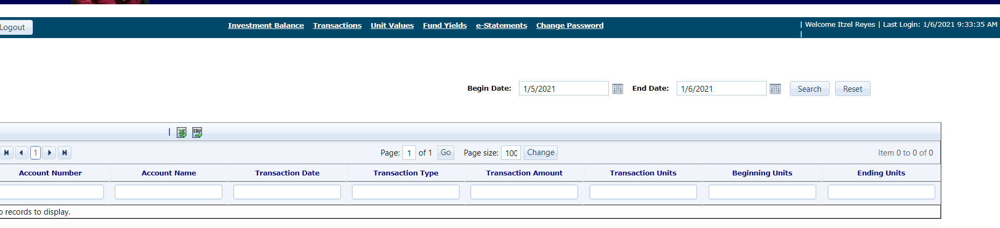 Logout
Investment Balance Transactions Unit Values Fund Yields e-Statements Change Password
| Welcome Itzel Reyes | Last Login: 1/6/2021 9:33:35 AM
|
Begin Date: 1/5/2021 End Date: 1/6/2021 Search Reset
| CSV
1 Page: 1 of 1 Go Page size: 100 Change Item 0 to 0 of 0
Account Number Account Name Transaction Date Transaction Type Transaction Amount Transaction Units Beginning Units Ending Units
o records to display.